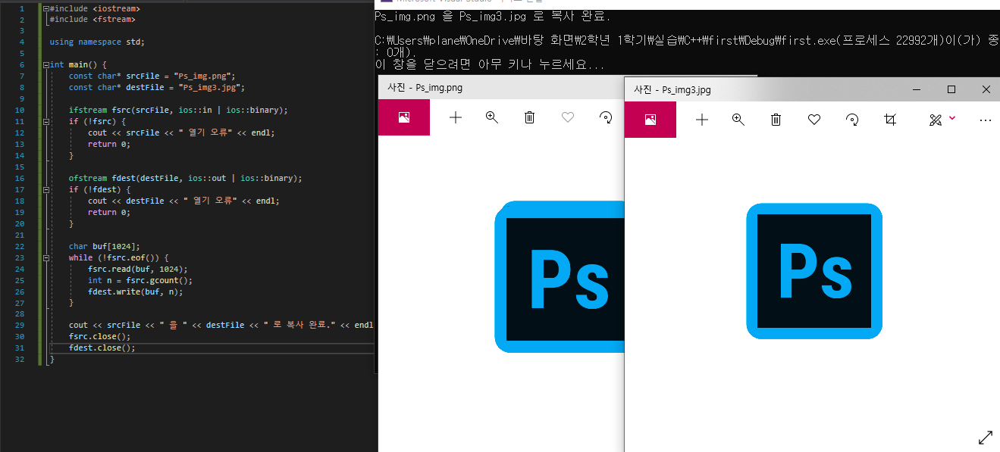 1 #include <iostream>
2 #include <fstream>
3
4 using namespace std;
5
6 int main() {
7 const char* srcFile = "Ps_img.png";
8 const char* destFile = "Ps_img3.jpg";
9
10 ifstream fsrc(srcFile, ios::in | ios::binary);
11 if (!fsrc) {
12 cout << srcFile << " 열기 오류" << endl;
13 return 0;
14 }
15
16 ofstream fdest(destFile, ios::out | ios::binary);
17 if (!fdest) {
18 cout << destFile << " 열기 오류" << endl;
19 return 0;
20 }
21
22 char buf[1024];
23 while (!fsrc.eof()) {
24 fsrc.read(buf, 1024);
25 int n = fsrc.gcount();
26 fdest.write(buf, n);
27 }
28
29 cout << srcFile << " 을 " << destFile << " 로 복사 완료." << endl
30 fsrc.close();
31 fdest.close();
32 }
Ps_img.png 을 Ps_img3.jpg 로 복사 완료.
C:₩Users₩plane₩OneDrive₩바탕 화면₩2학년 1학기₩실습₩C++₩first₩Debug₩first.exe(프로세스 22992개)이(가) 종
: 0개).
이 창을 닫으려면 아무 키나 누르세요...
사진 - Ps_img.png
Ps
사진 - Ps_img3.jpg
Ps